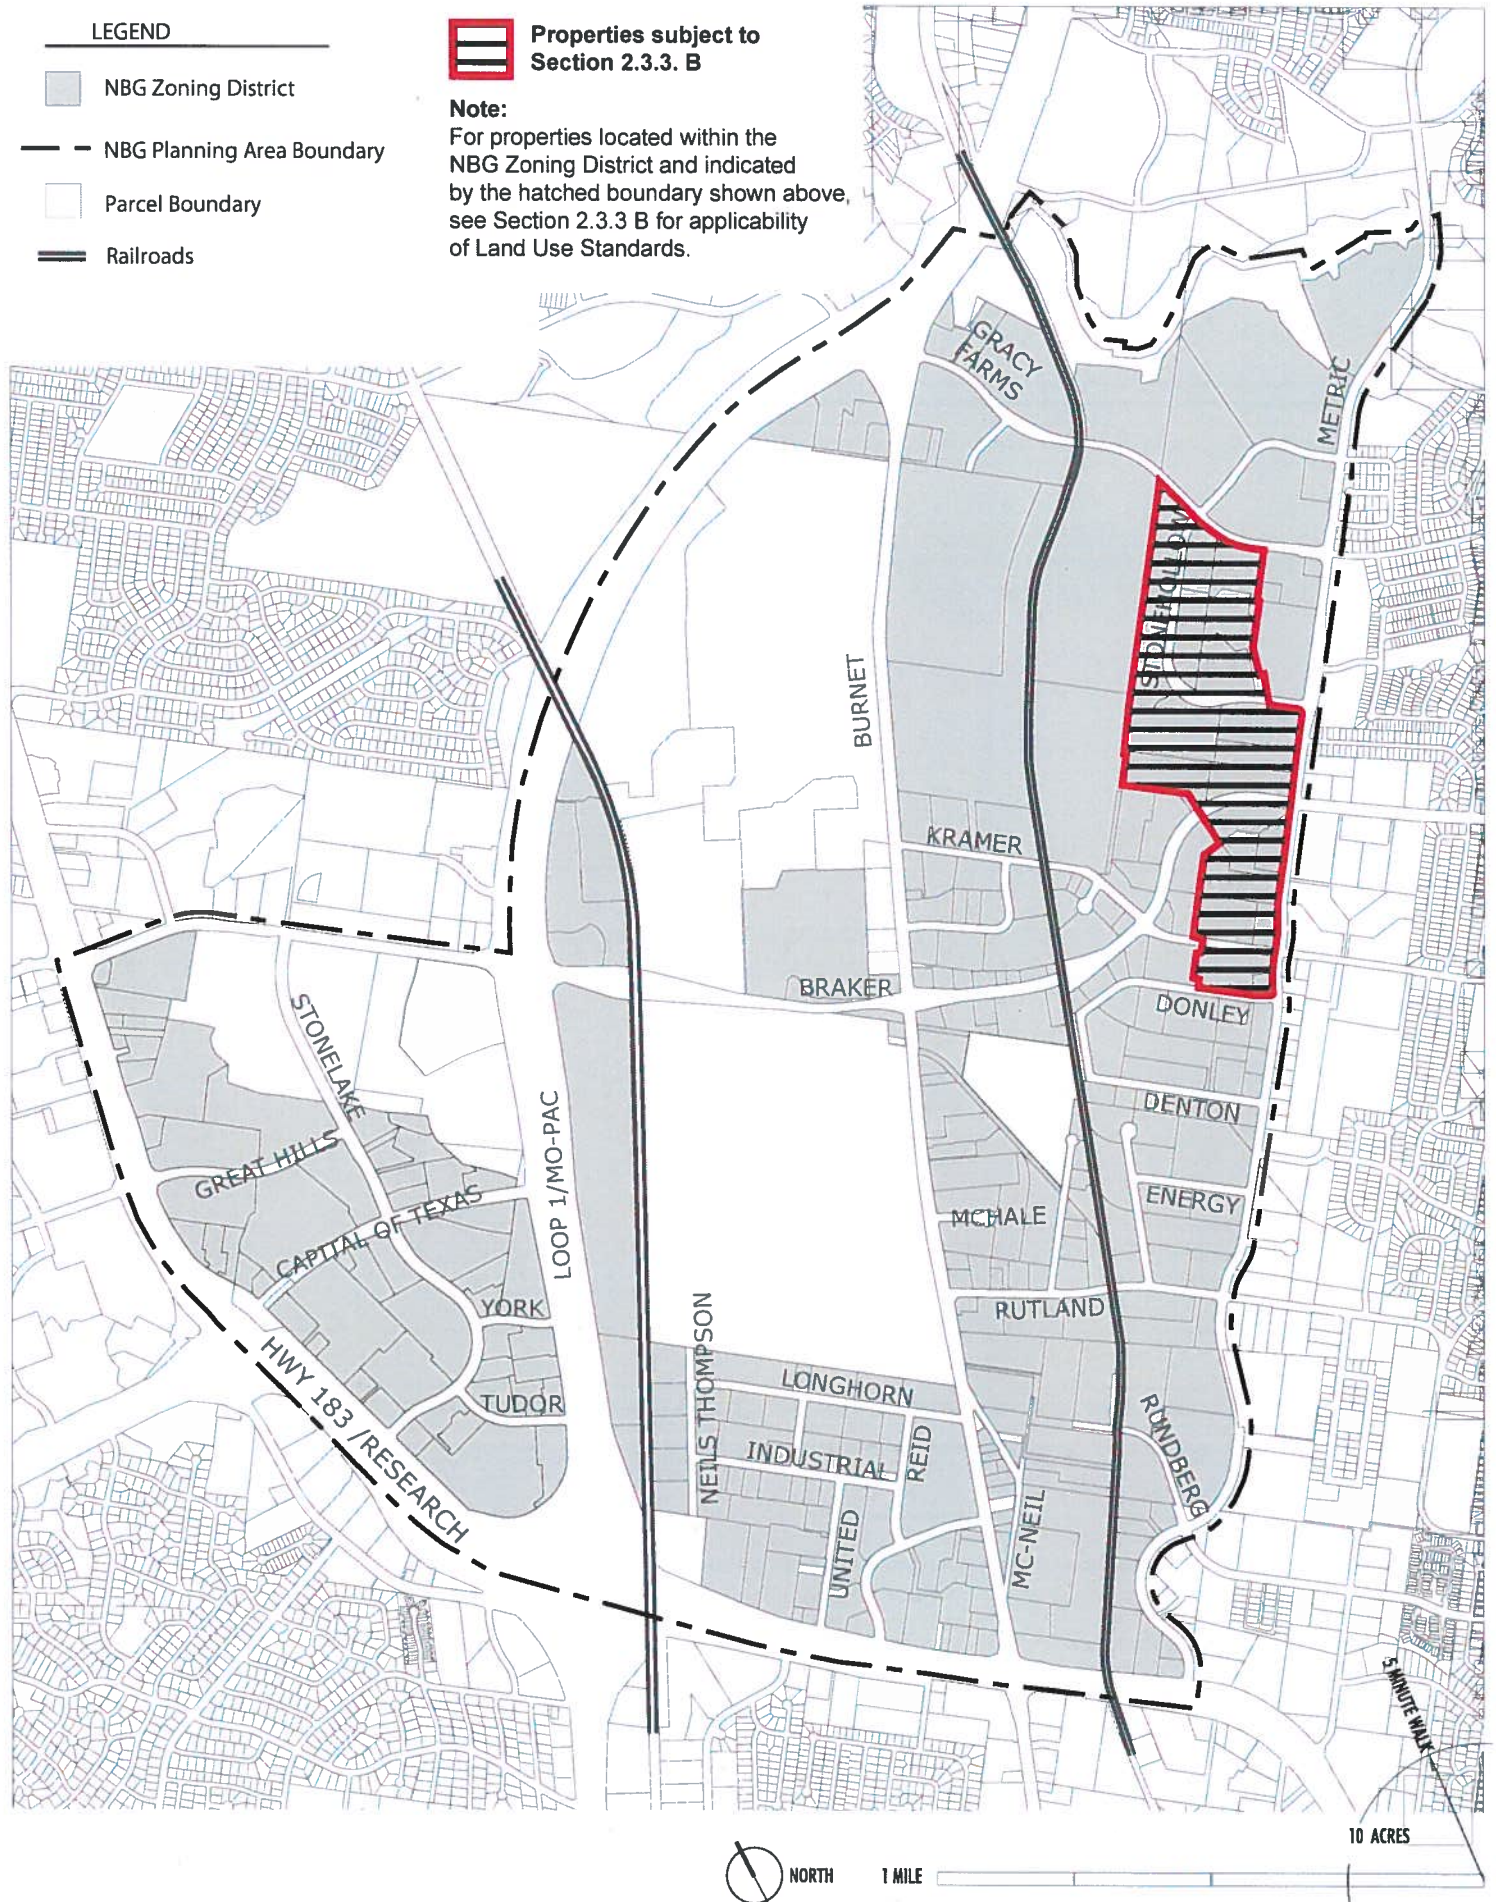 LEGEND
NBG Zoning District
NBG Planning Area Boundary
Parcel Boundary
Railroads
Properties subject to
Section 2.3.3. B
Note:
For properties located within the
NBG Zoning District and indicated
by the hatched boundary shown above,
see Section 2.3.3 B for applicability
of Land Use Standards.
GRACY
FARMS
METRIC
STONEHOLLOW
BURNET
KRAMER
BRAKER
DONLEY
STONELAKE
DENTON
GREAT HILLS
ENERGY
CAPITAL OF TEXAS
LOOP 1/MO-PAC
MCHALE
YORK
RUTLAND
HWY 183 /RESEARCH
NEILS THOMPSON
LONGHORN
TUDOR
RUNDBERG
INDUSTRIAL
REID
UNITED
MC-NEIL
5 MINUTE WALK
10 ACRES
NORTH
1 MILE